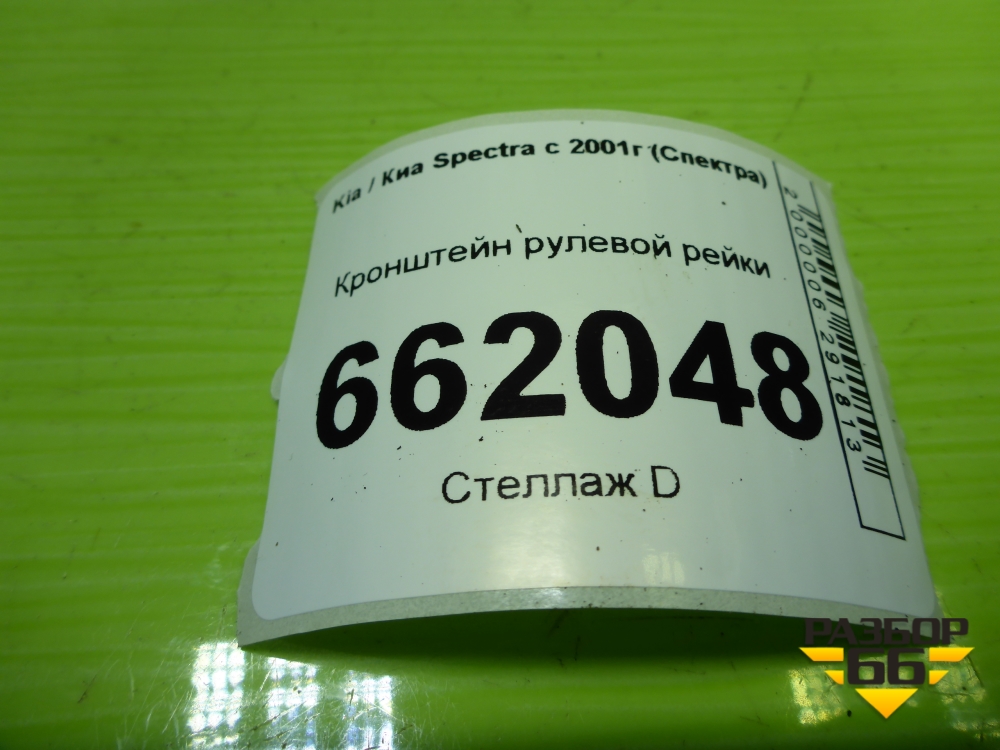 Kia / Киа Spectra с 2001г (Спектра)
Кронштейн рулевой рейки
662048
Стеллаж D
2000006291813
РАЗБОР
66